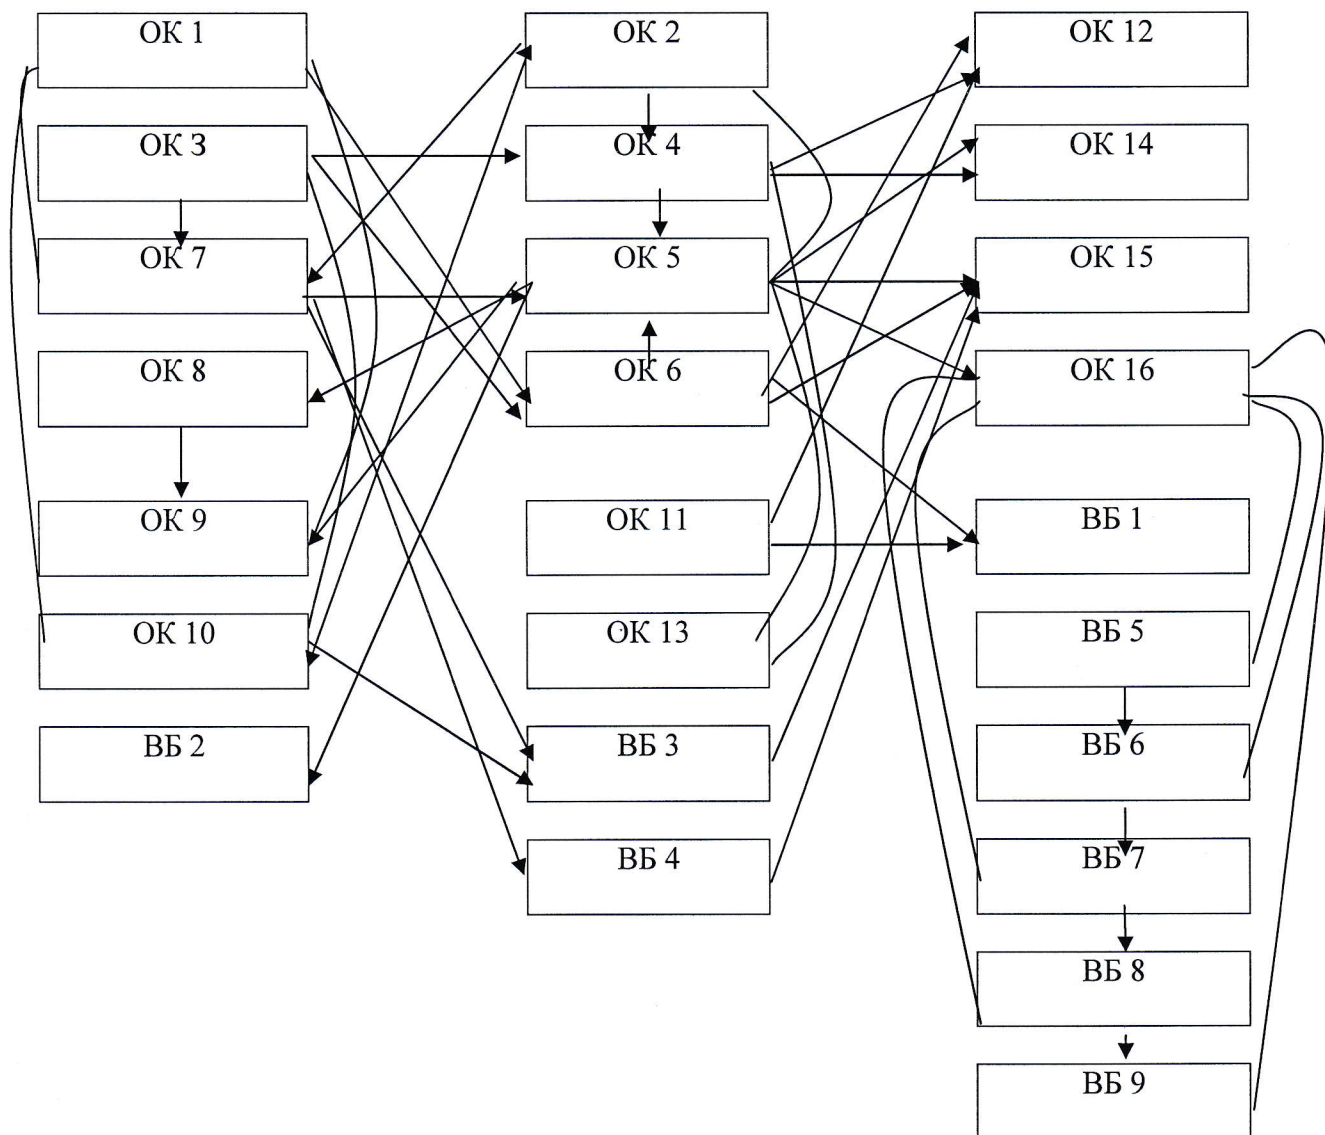 ОК 1
ОК 2
ОК 12
ОК 3
ОК 4
ОК 14
ОК 7
ОК 5
ОК 15
ОК 8
ОК 6
ОК 16
ОК 9
ОК 11
ВБ 1
ОК 10
ОК 13
ВБ 5
ВБ 2
ВБ 3
ВБ 6
ВБ 4
ВБ 7
ВБ 8
ВБ 9